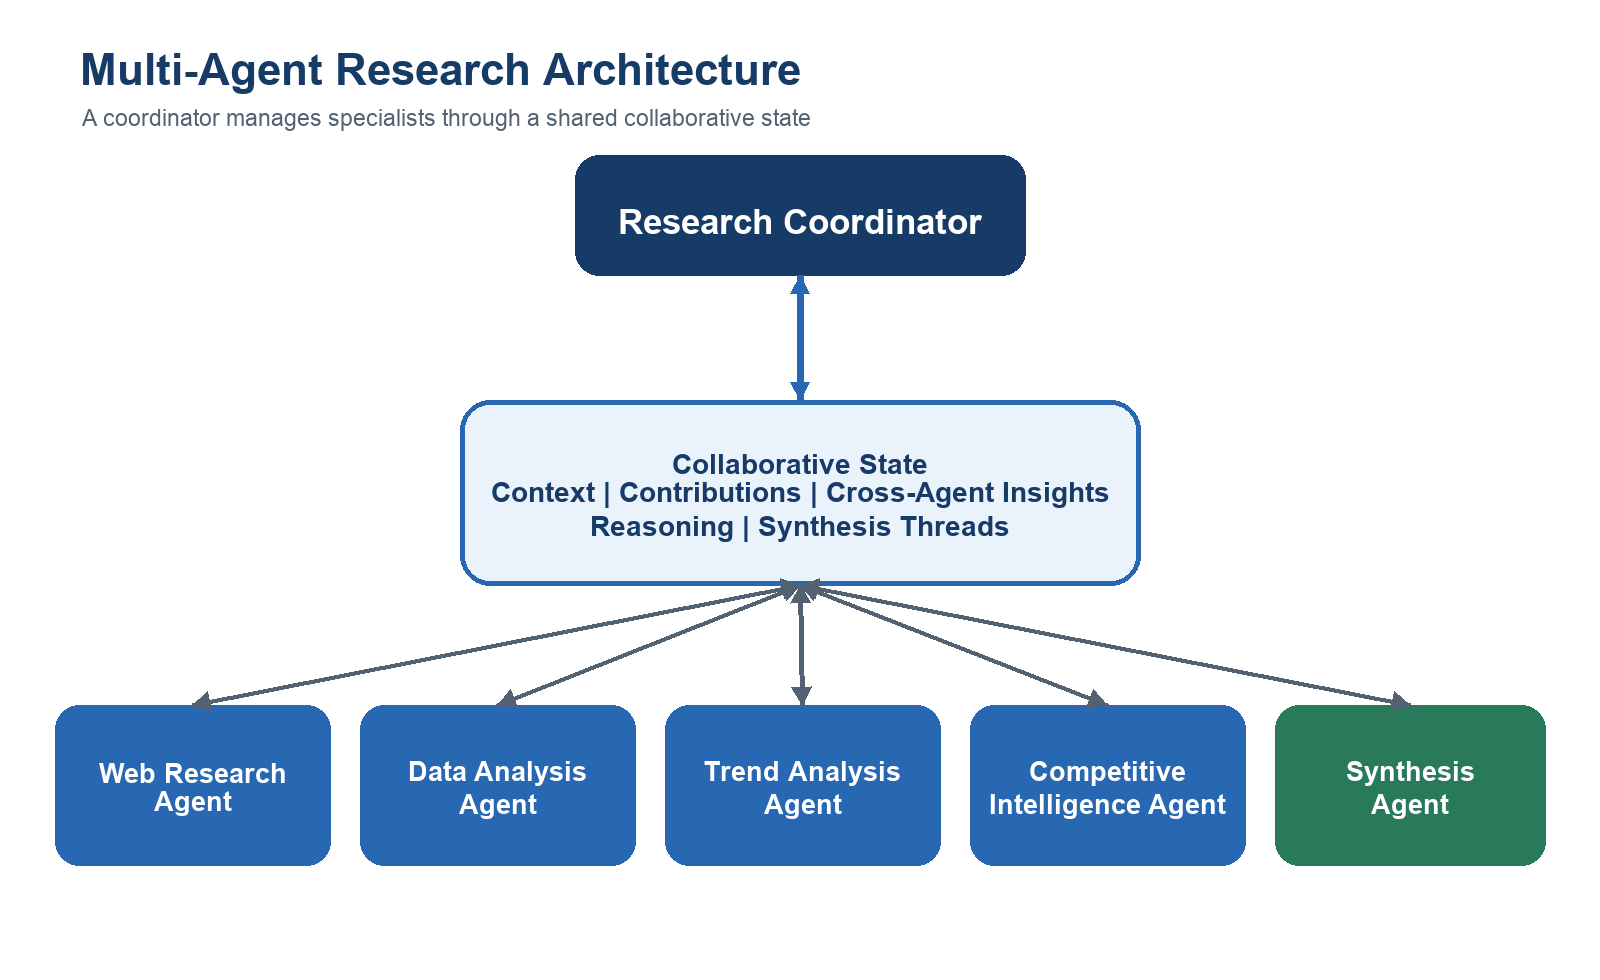 Multi-Agent Research Architecture
A coordinator manages specialists through a shared collaborative state
Research Coordinator
Collaborative State
Context | Contributions | Cross-Agent Insights
Reasoning | Synthesis Threads
Web Research
Agent
Data Analysis
Agent
Trend Analysis
Agent
Competitive
Intelligence Agent
Synthesis
Agent